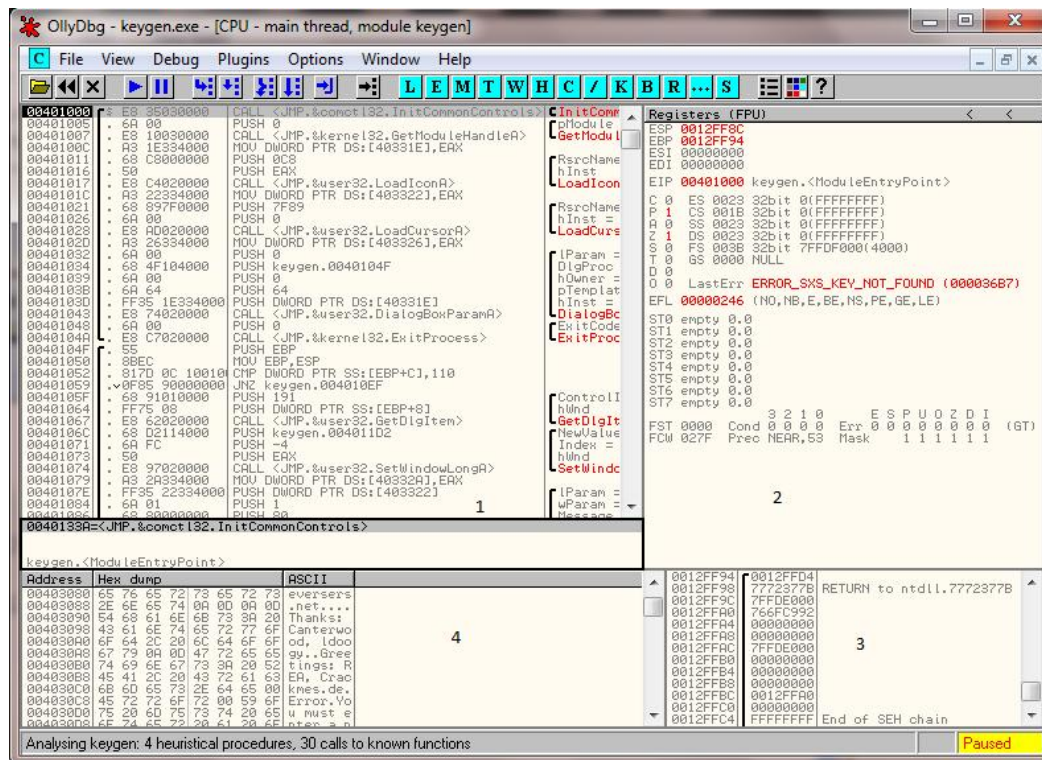 OllyDbg - keygen.exe - [CPU - main thread, module keygen]
C File View Debug Plugins Options Window Help
L E M T W H C / K B R ... S ?
00401000 $ E8 35030000 CALL <JMP.&comctl32.InitCommonControls> InitComm
00401005 . 6A 00 PUSH 0 pModule
00401007 . E8 10030000 CALL <JMP.&kernel32.GetModuleHandleA> GetModul
0040100C . A3 1E334000 MOV DWORD PTR DS:[40331E],EAX
00401011 . 68 C8000000 PUSH 0C8 RsrcName
00401016 . 50 PUSH EAX hInst
00401017 . E8 C4020000 CALL <JMP.&user32.LoadIconA> LoadIcon
0040101C . A3 22334000 MOV DWORD PTR DS:[403322],EAX
00401021 . 68 897F0000 PUSH 7F89 RsrcName
00401026 . 6A 00 PUSH 0 hInst =
00401028 . E8 AD020000 CALL <JMP.&user32.LoadCursorA> LoadCurs
0040102D . A3 26334000 MOV DWORD PTR DS:[403326],EAX
00401032 . 6A 00 PUSH 0 lParam =
00401034 . 68 4F104000 PUSH keygen.0040104F DlgProc
00401039 . 6A 00 PUSH 0 hOwner =
0040103B . 6A 64 PUSH 64 pTemplat
0040103D . FF35 1E334000 PUSH DWORD PTR DS:[40331E] hInst =
00401043 . E8 74020000 CALL <JMP.&user32.DialogBoxParamA> DialogBo
00401048 . 6A 00 PUSH 0 ExitCode
0040104A . E8 C7020000 CALL <JMP.&kernel32.ExitProcess> ExitProc
0040104F . 55 PUSH EBP
00401050 . 8BEC MOV EBP,ESP
00401052 . 817D 0C 10010 CMP DWORD PTR SS:[EBP+C],110
00401059 . 0F85 90000000 JNZ keygen.004010EF
0040105F . 68 91010000 PUSH 191 ControlI
00401064 . FF75 08 PUSH DWORD PTR SS:[EBP+8] hWnd
00401067 . E8 62020000 CALL <JMP.&user32.GetDlgItem> GetDlgIt
0040106C . 68 D2114000 PUSH keygen.004011D2 NewValue
00401071 . 6A FC PUSH -4 Index =
00401073 . 50 PUSH EAX hWnd
00401074 . E8 97020000 CALL <JMP.&user32.SetWindowLongA> SetWindo
00401079 . A3 2A334000 MOV DWORD PTR DS:[40332A],EAX
0040107E . FF35 22334000 PUSH DWORD PTR DS:[403322] lParam =
00401084 . 6A 01 PUSH 1 wParam =
00401086 . 68 80000000 PUSH 80 Message
1
0040133A=<JMP.&comctl32.InitCommonControls>
keygen.<ModuleEntryPoint>
Registers (FPU) < <
ESP 0012FF8C
EBP 0012FF94
ESI 00000000
EDI 00000000
EIP 00401000 keygen.<ModuleEntryPoint>
C 0 ES 0023 32bit 0(FFFFFFFF)
P 1 CS 001B 32bit 0(FFFFFFFF)
A 0 SS 0023 32bit 0(FFFFFFFF)
Z 1 DS 0023 32bit 0(FFFFFFFF)
S 0 FS 003B 32bit 7FFDF000(4000)
T 0 GS 0000 NULL
D 0
O 0 LastErr ERROR_SXS_KEY_NOT_FOUND (000036B7)
EFL 00000246 (NO,NB,E,BE,NS,PE,GE,LE)
ST0 empty 0.0
ST1 empty 0.0
ST2 empty 0.0
ST3 empty 0.0
ST4 empty 0.0
ST5 empty 0.0
ST6 empty 0.0
ST7 empty 0.0
3 2 1 0 E S P U O Z D I
FST 0000 Cond 0 0 0 0 Err 0 0 0 0 0 0 0 0 (GT)
FCW 027F Prec NEAR,53 Mask 1 1 1 1 1 1
2
Address Hex dump ASCII
00403080 65 76 65 72 73 65 72 73 eversers
00403088 2E 6E 65 74 0A 0D 0A 0D .net....
00403090 54 68 61 6E 6B 73 3A 20 Thanks:
00403098 43 61 6E 74 65 72 77 6F Canterwo
004030A0 6F 64 2C 20 6C 64 6F 6F od, ldoo
004030A8 67 79 0A 0D 47 72 65 65 gy..Gree
004030B0 74 69 6E 67 73 3A 20 52 tings: R
004030B8 45 41 2C 20 43 72 61 63 EA, Crac
004030C0 6B 6D 65 73 2E 64 65 00 kmes.de.
004030C8 45 72 72 6F 72 00 59 6F Error.Yo
004030D0 75 20 6D 75 73 74 20 65 u must e
004030D8 6E 74 65 72 20 61 20 6E nter a n
4
0012FF94 0012FFD4
0012FF98 7772377B RETURN to ntdll.7772377B
0012FF9C 7FFDE000
0012FFA0 766FC992
0012FFA4 00000000
0012FFA8 00000000
0012FFAC 7FFDE000
0012FFB0 00000000
0012FFB4 00000000
0012FFB8 00000000
0012FFBC 0012FFA0
0012FFC0 00000000
0012FFC4 FFFFFFFF End of SEH chain
3
Analysing keygen: 4 heuristical procedures, 30 calls to known functions
Paused